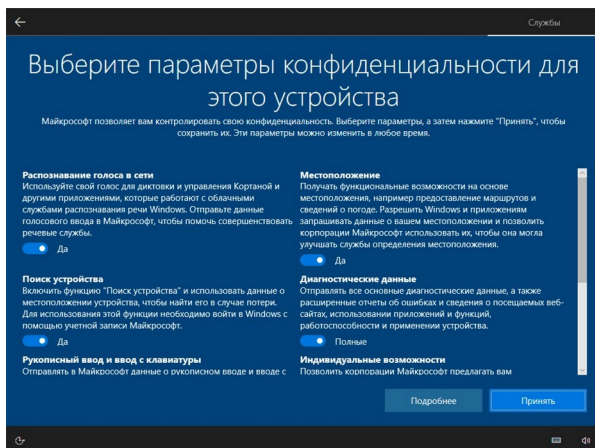 Службы
Выберите параметры конфиденциальности для
этого устройства
Майкрософт позволяет вам контролировать свою конфиденциальность. Выберите параметры, а затем нажмите "Принять", чтобы
сохранить их. Эти параметры можно изменить в любое время.
Распознавание голоса в сети
Используйте свой голос для диктовки и управления Кортаной и
другими приложениями, которые работают с облачными
службами распознавания речи Windows. Отправьте данные
голосового ввода в Майкрософт, чтобы помочь совершенствовать
речевые службы.
Да
Местоположение
Получать функциональные возможности на основе
местоположения, например предоставление маршрутов и
сведений о погоде. Разрешить Windows и приложениям
запрашивать данные о вашем местоположении и позволить
корпорации Майкрософт использовать их, чтобы она могла
улучшать службы определения местоположения.
Да
Поиск устройства
Включить функцию "Поиск устройства" и использовать данные о
местоположении устройства, чтобы найти его в случае потери.
Для использования этой функции необходимо войти в Windows с
помощью учетной записи Майкрософт.
Да
Диагностические данные
Отправлять все основные диагностические данные, а также
расширенные отчеты об ошибках и сведения о посещаемых веб-
сайтах, использовании приложений и функций,
работоспособности и применении устройства.
Полные
Рукописный ввод и ввод с клавиатуры
Отправлять в Майкрософт данные о рукописном вводе и вводе с
Индивидуальные возможности
Позволить корпорации Майкрософт предлагать вам
Подробнее
Принять